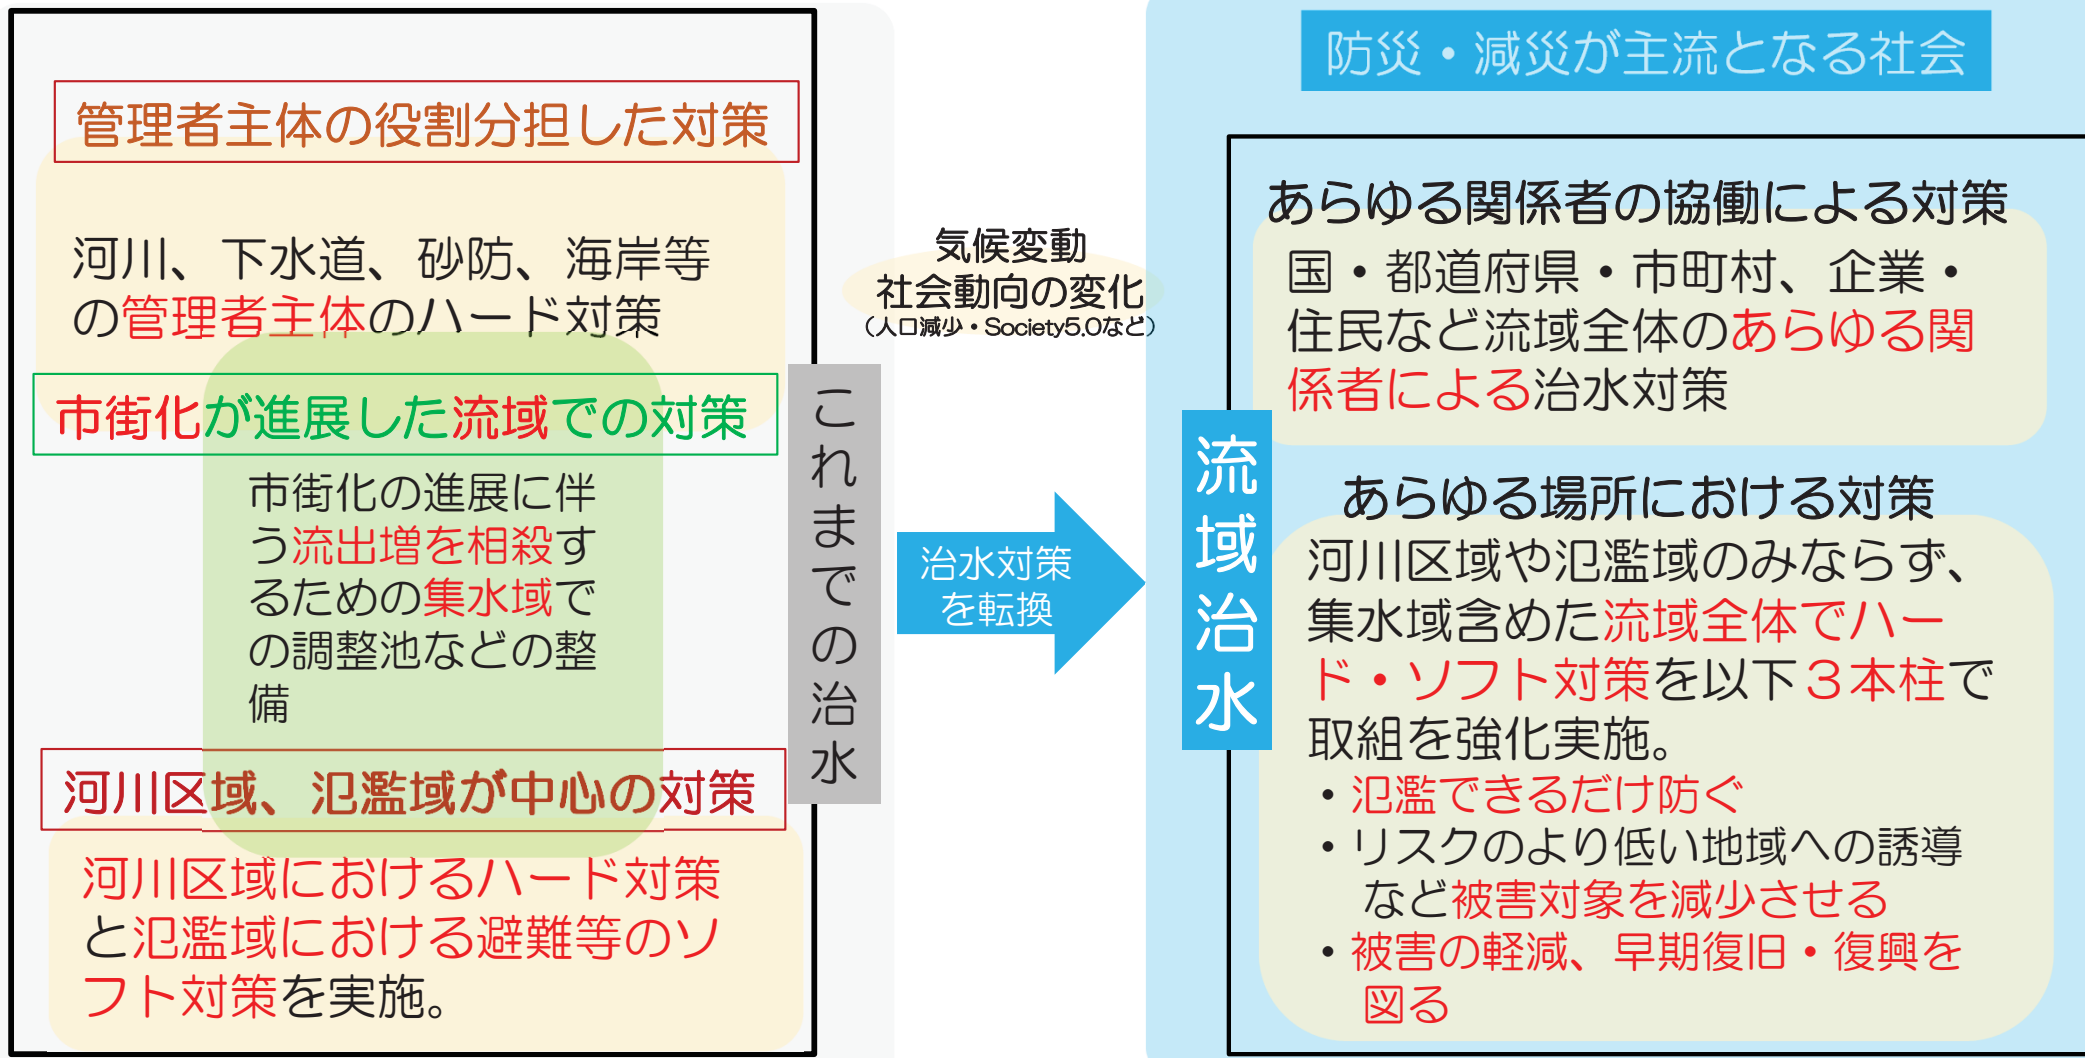 管理者主体の役割分担した対策
河川、下水道、砂防、海岸等
の管理者主体のハード対策
市街化が進展した流域での対策
市街化の進展に伴
う流出増を相殺す
るための集水域で
の調整池などの整
備
河川区域、氾濫域が中心の対策
河川区域におけるハード対策
と氾濫域における避難等のソ
フト対策を実施。
これまでの治水
気候変動
社会動向の変化
（人口減少・Society5.0など）
治水対策
を転換
防災・減災が主流となる社会
流域治水
あらゆる関係者の協働による対策
国・都道府県・市町村、企業・
住民など流域全体のあらゆる関
係者による治水対策
あらゆる場所における対策
河川区域や氾濫域のみならず、
集水域含めた流域全体でハー
ド・ソフト対策を以下３本柱で
取組を強化実施。
・氾濫できるだけ防ぐ
・リスクのより低い地域への誘導
など被害対象を減少させる
・被害の軽減、早期復旧・復興を
図る